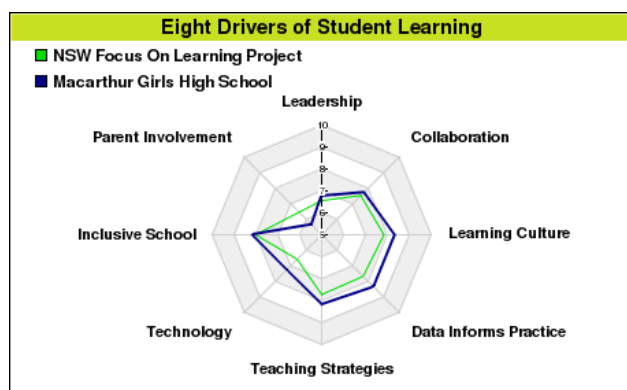 Eight Drivers of Student Learning
NSW Focus On Learning Project
Macarthur Girls High School
Leadership
Parent Involvement
Collaboration
10
9
8
7
6
5
Inclusive School
Learning Culture
Technology
Data Informs Practice
Teaching Strategies